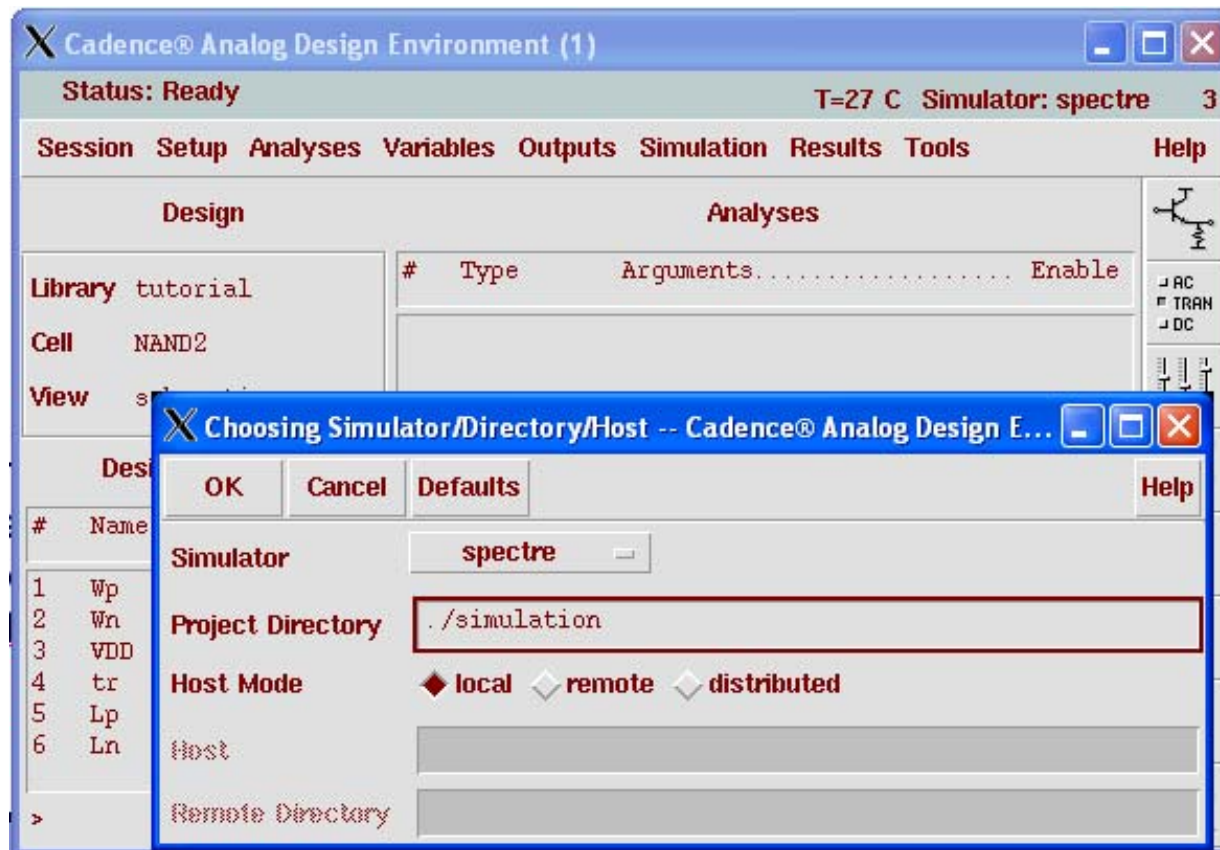 Cadence® Analog Design Environment (1)
Status: Ready T=27 C Simulator: spectre 3
Session Setup Analyses Variables Outputs Simulation Results Tools Help
Design Analyses
# Type Arguments.................. Enable
Library tutorial
Cell NAND2
View
AC
TRAN
DC
Choosing Simulator/Directory/Host -- Cadence® Analog Design E...
OK Cancel Defaults Help
# Name
1 Wp
2 Wn
3 VDD
4 tr
5 Lp
6 Ln
>
Simulator spectre
Project Directory ./simulation
Host Mode local remote distributed
Host
Remote Directory